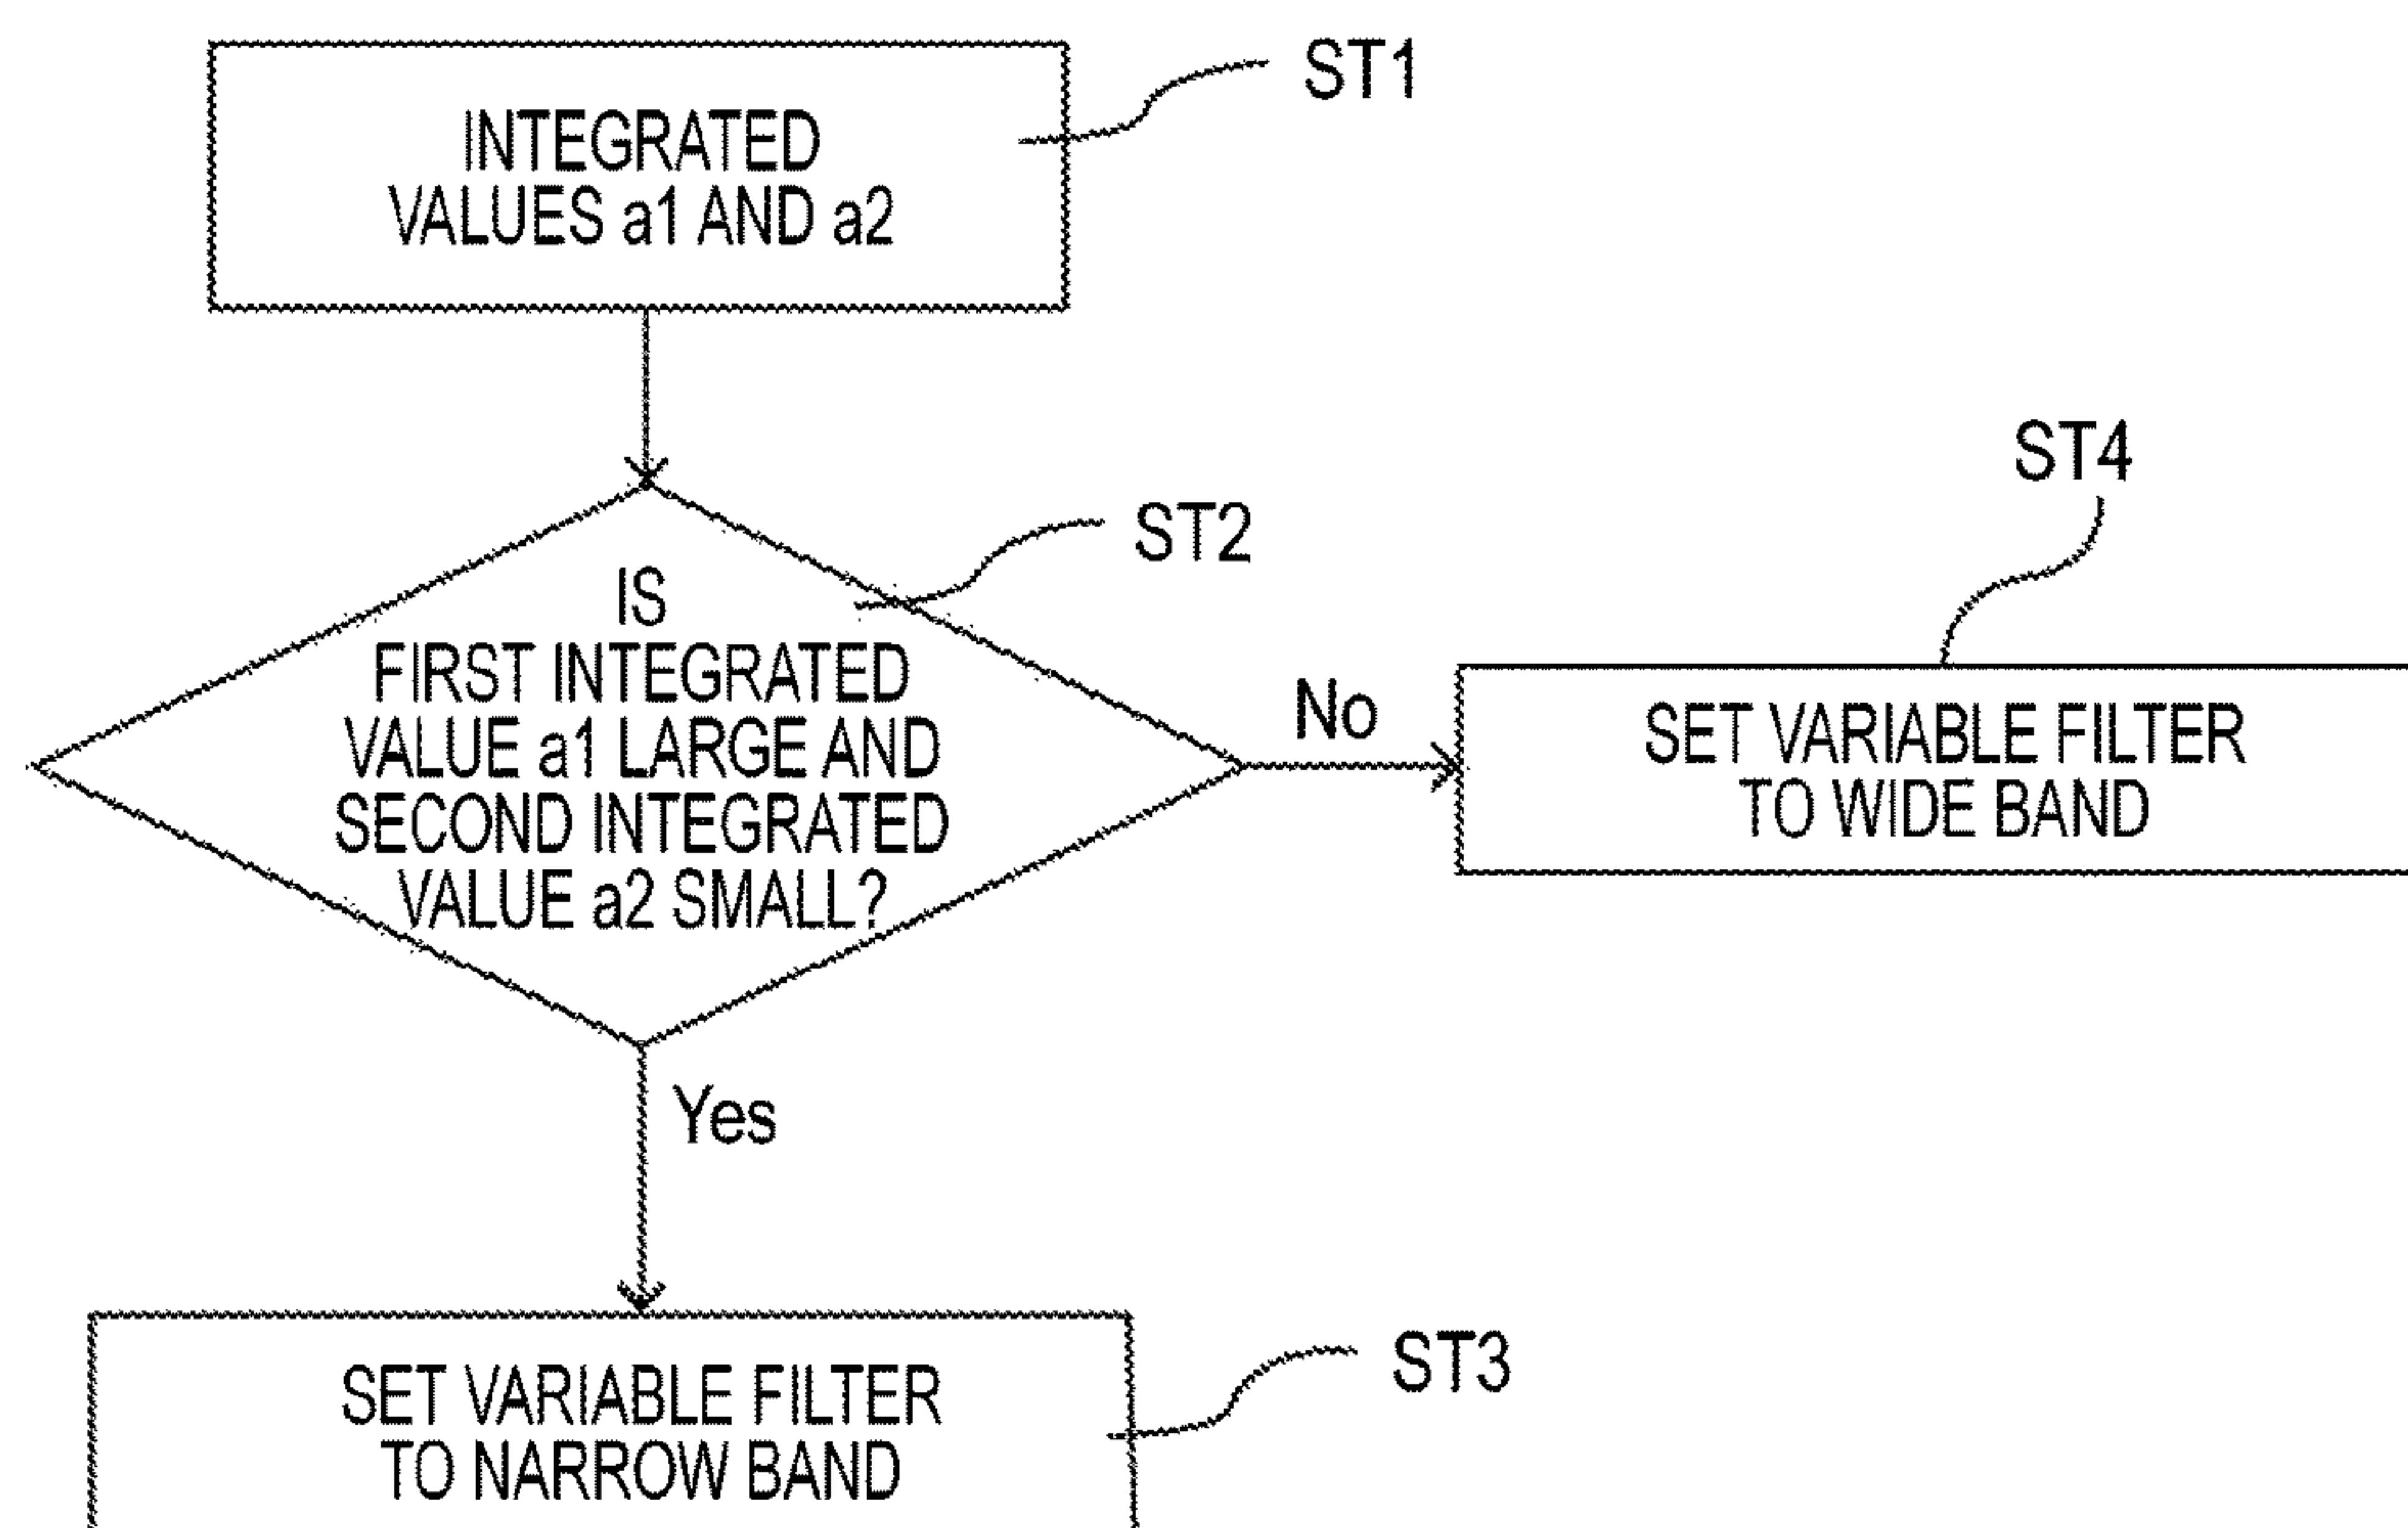 ST1
INTEGRATED
VALUES a1 AND a2
ST2
IS
FIRST INTEGRATED
VALUE a1 LARGE AND
SECOND INTEGRATED
VALUE a2 SMALL?
No
ST4
SET VARIABLE FILTER
TO WIDE BAND
Yes
ST3
SET VARIABLE FILTER
TO NARROW BAND